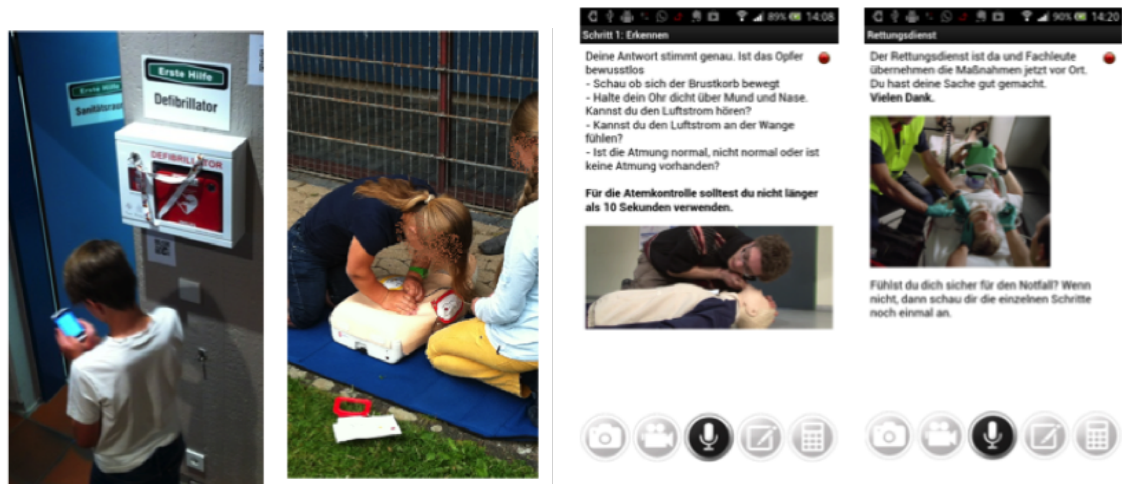 Erste Hilfe
Defibrillator
Erste Hilfe
Sanitätsraum
DEFIBRILLATOR
89% 14:08
Schritt 1: Erkennen
Deine Antwort stimmt genau. Ist das Opfer
bewusstlos
- Schau ob sich der Brustkorb bewegt
- Halte dein Ohr dicht über Mund und Nase.
Kannst du den Luftstrom hören?
- Kannst du den Luftstrom an der Wange
fühlen?
- Ist die Atmung normal, nicht normal oder ist
keine Atmung vorhanden?
Für die Atemkontrolle solltest du nicht länger
als 10 Sekunden verwenden.
90% 14:20
Rettungsdienst
Der Rettungsdienst ist da und Fachleute
übernehmen die Maßnahmen jetzt vor Ort.
Du hast deine Sache gut gemacht.
Vielen Dank.
Fühlst du dich sicher für den Notfall? Wenn
nicht, dann schau dir die einzelnen Schritte
noch einmal an.